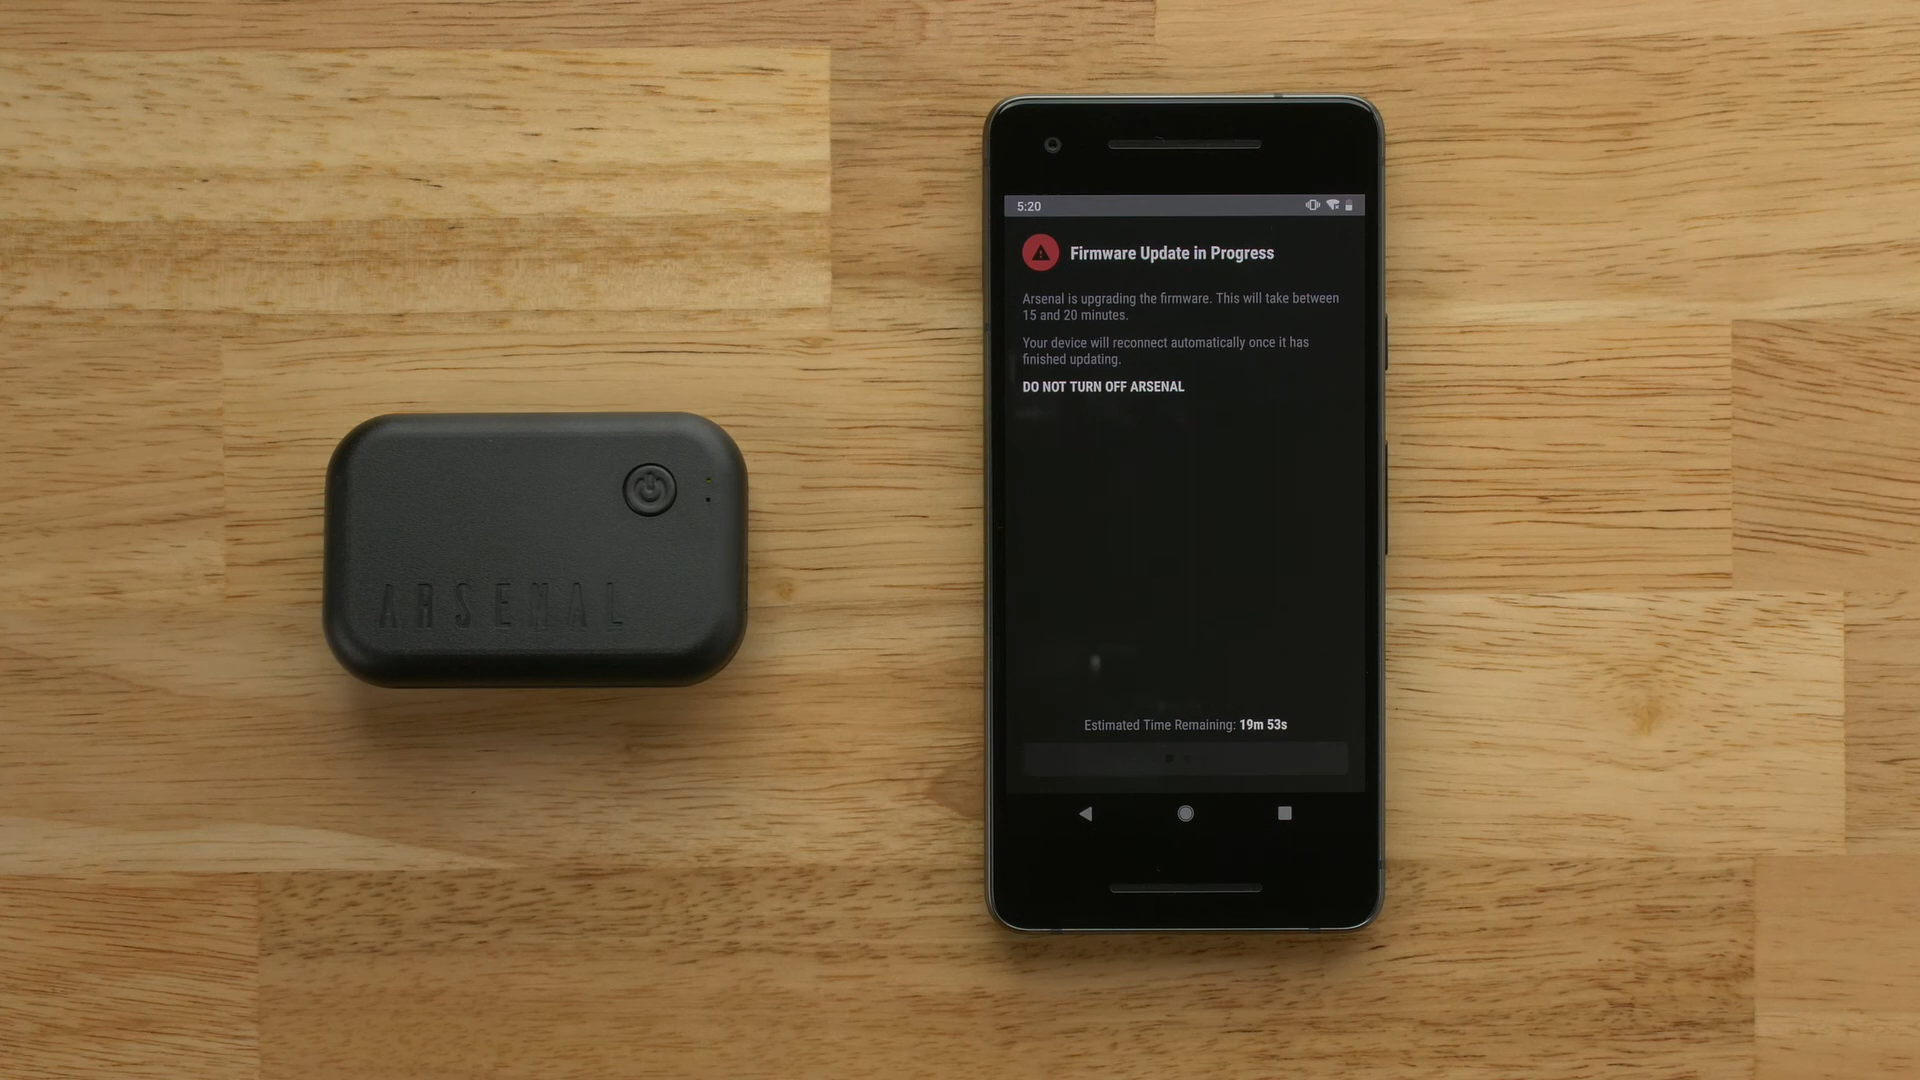 ARSENAL
5:20
Firmware Update in Progress
Arsenal is upgrading the firmware. This will take between
15 and 20 minutes.
Your device will reconnect automatically once it has
finished updating.
DO NOT TURN OFF ARSENAL
Estimated Time Remaining: 19m 53s